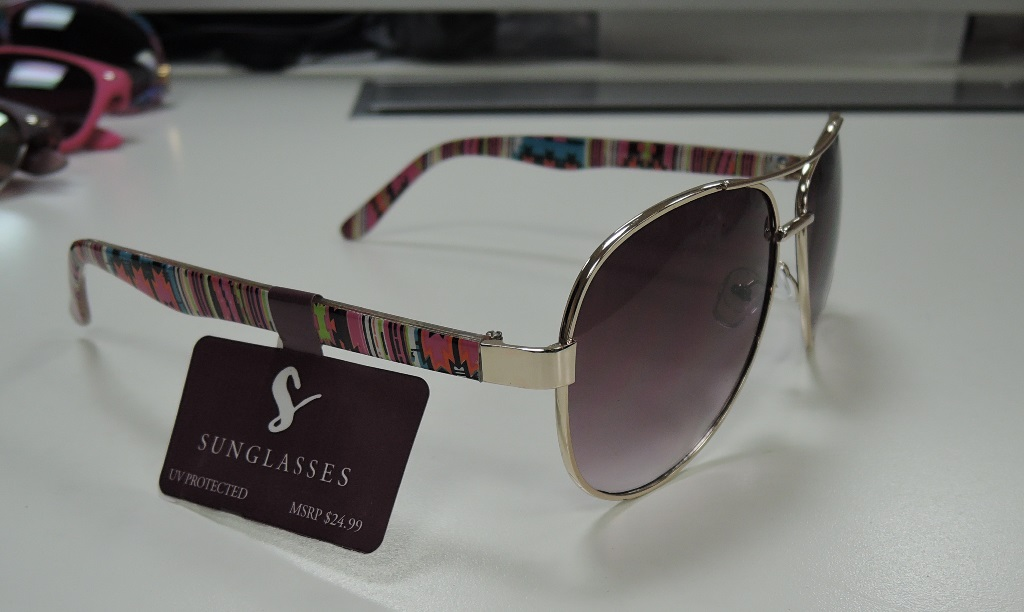 S
SUNGLASSES
UV PROTECTED
MSRP $24.99